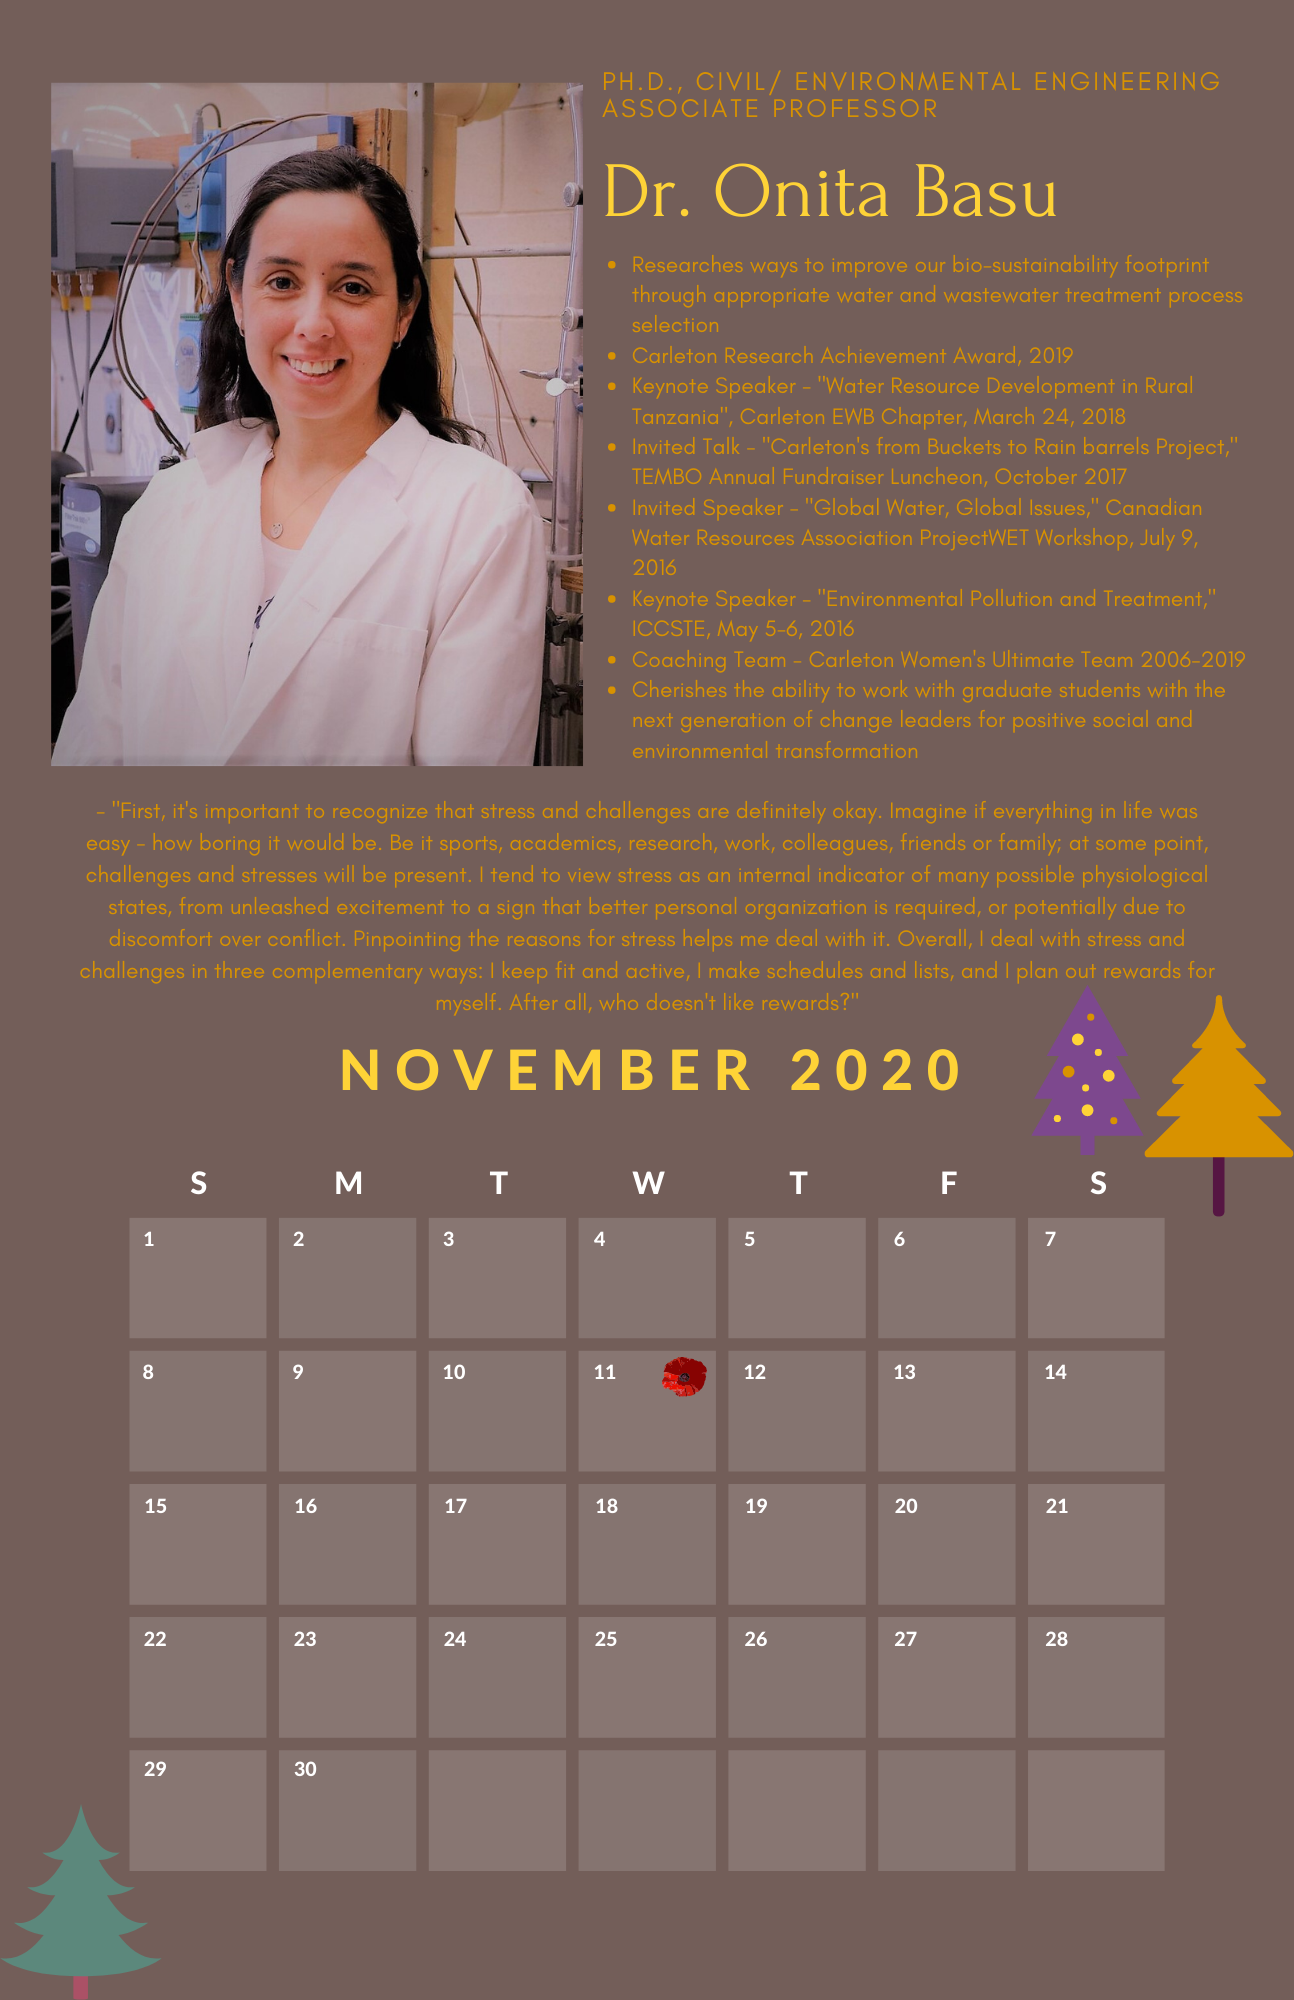 PH.D., CIVIL/ ENVIRONMENTAL ENGINEERING
ASSOCIATE PROFESSOR
Dr. Onita Basu
• Researches ways to improve our bio-sustainability footprint
through appropriate water and wastewater treatment process
selection
• Carleton Research Achievement Award, 2019
• Keynote Speaker - "Water Resource Development in Rural
Tanzania", Carleton EWB Chapter, March 24, 2018
• Invited Talk - "Carleton's from Buckets to Rain barrels Project,"
TEMBO Annual Fundraiser Luncheon, October 2017
• Invited Speaker - "Global Water, Global Issues," Canadian
Water Resources Association ProjectWET Workshop, July 9,
2016
• Keynote Speaker - "Environmental Pollution and Treatment,"
ICCSTE, May 5-6, 2016
• Coaching Team - Carleton Women's Ultimate Team 2006-2019
• Cherishes the ability to work with graduate students with the
next generation of change leaders for positive social and
environmental transformation
- "First, it's important to recognize that stress and challenges are definitely okay. Imagine if everything in life was
easy - how boring it would be. Be it sports, academics, research, work, colleagues, friends or family; at some point,
challenges and stresses will be present. I tend to view stress as an internal indicator of many possible physiological
states, from unleashed excitement to a sign that better personal organization is required, or potentially due to
discomfort over conflict. Pinpointing the reasons for stress helps me deal with it. Overall, I deal with stress and
challenges in three complementary ways: I keep fit and active, I make schedules and lists, and I plan out rewards for
myself. After all, who doesn't like rewards?"
NOVEMBER 2020
S M T W T F S
1 2 3 4 5 6 7
8 9 10 11 12 13 14
15 16 17 18 19 20 21
22 23 24 25 26 27 28
29 30